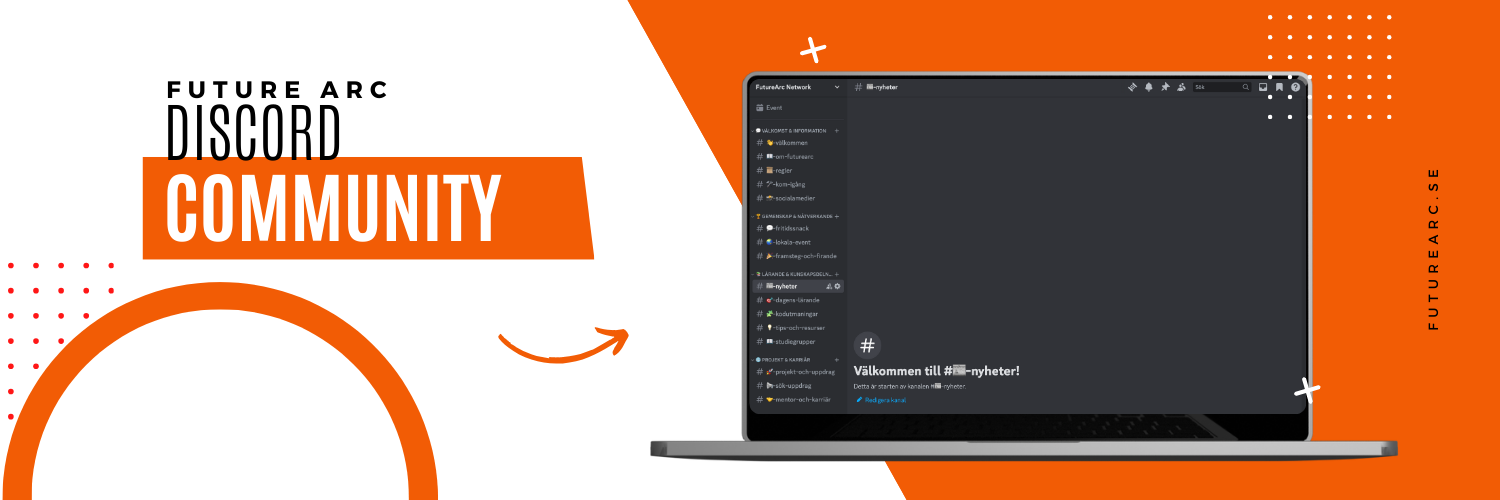 FUTURE ARC
DISCORD
COMMUNITY
FutureArc Network
Event
VÄLKOMST & INFORMATION
# 👋-välkommen
# 📖-om-futurearc
# 📜-regler
# 🏹-kom-igång
# -socialamedier
GEMENSKAP & NÄTVERKANDE
# 💬-fritidssnack
# 🌏-lokala-event
# 🎉-framsteg-och-firande
LÄRANDE & KUNSKAPSDELN...
# 📰-nyheter
# 🎯-dagens-lärande
# 🧩-kodutmaningar
# 💡-tips-och-resurser
# 📖-studiegrupper
PROJEKT & KARRIÄR
# 🚀-projekt-och-uppdrag
# 📢-sök-uppdrag
# 🤝-mentor-och-karriär
# 📰-nyheter
Sök
#
Välkommen till #📰-nyheter!
Detta är starten av kanalen #📰-nyheter.
Redigera kanal
FUTUREARC.SE